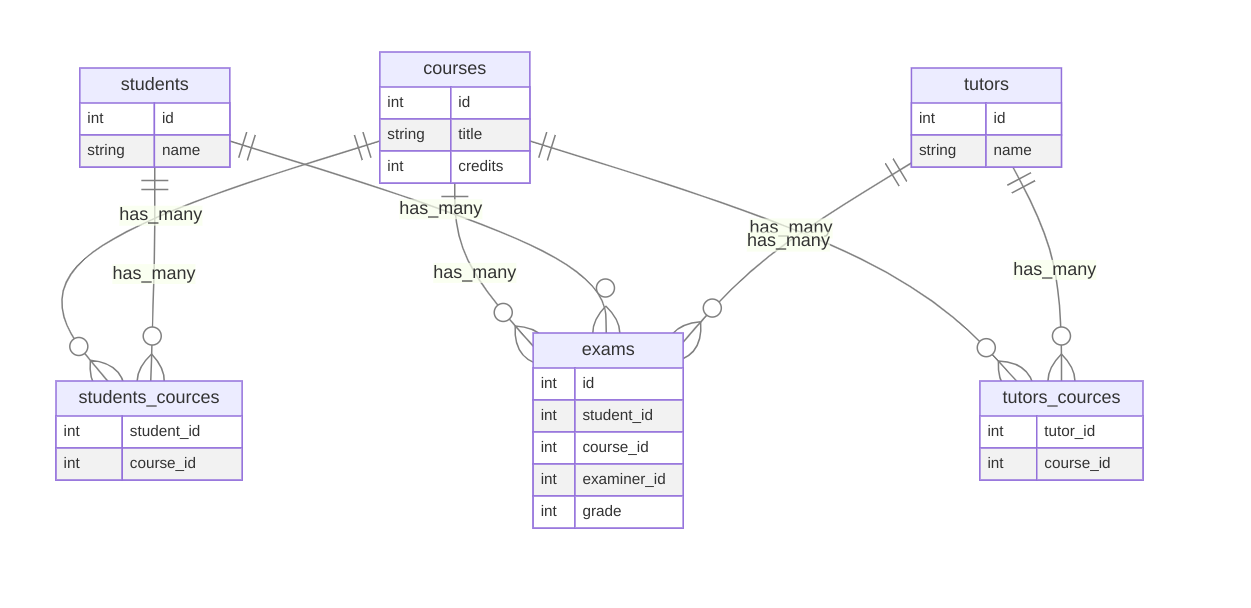 students
int id
string name
courses
int id
string title
int credits
tutors
int id
string name
has_many
has_many
has_many
has_many
has_many
has_many
has_many
students_cources
int student_id
int course_id
exams
int id
int student_id
int course_id
int examiner_id
int grade
tutors_cources
int tutor_id
int course_id